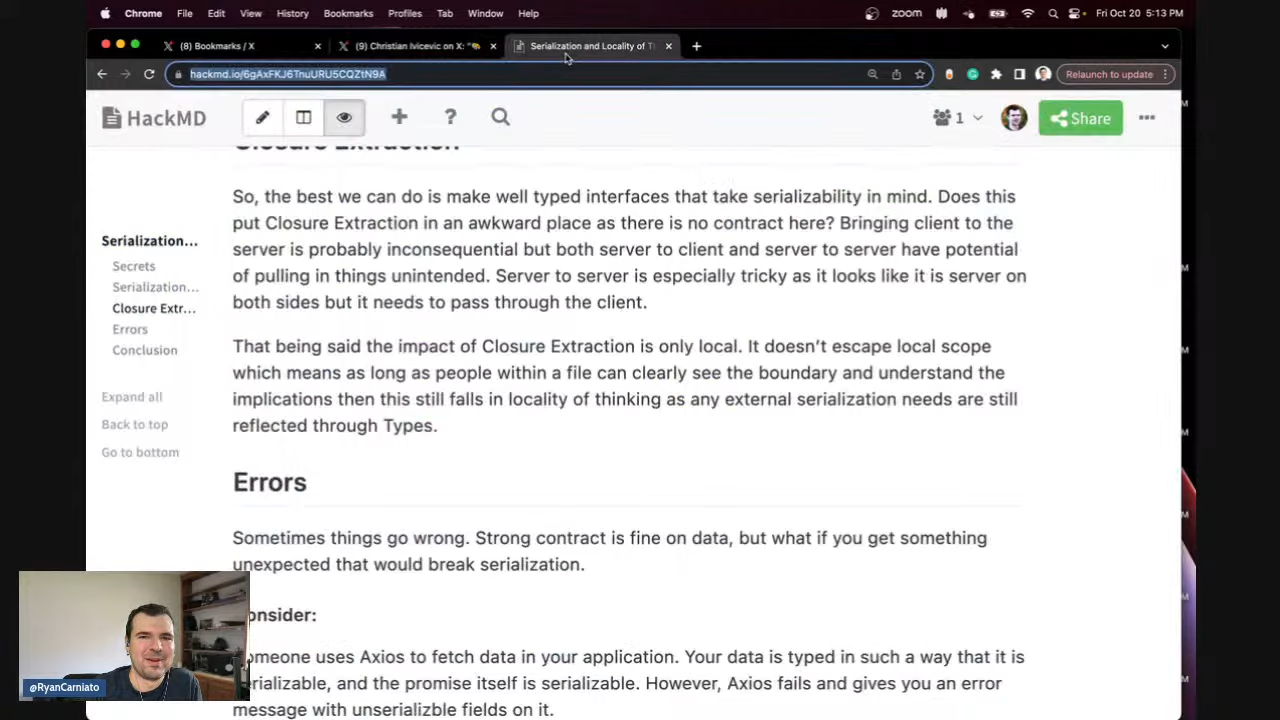 Chrome File Edit View History Bookmarks Profiles Tab Window Help zoom Fri Oct 20 5:13 PM
(8) Bookmarks / X (9) Christian Ivicevic on X: " Serialization and Locality of T
hackmd.io/6gAxFKJ6TnuURU5CQZtN9A Relaunch to update
HackMD 1 Share
So, the best we can do is make well typed interfaces that take serializability in mind. Does this
put Closure Extraction in an awkward place as there is no contract here? Bringing client to the
server is probably inconsequential but both server to client and server to server have potential
of pulling in things unintended. Server to server is especially tricky as it looks like it is server on
both sides but it needs to pass through the client.
That being said the impact of Closure Extraction is only local. It doesn’t escape local scope
which means as long as people within a file can clearly see the boundary and understand the
implications then this still falls in locality of thinking as any external serialization needs are still
reflected through Types.
Errors
Sometimes things go wrong. Strong contract is fine on data, but what if you get something
unexpected that would break serialization.
onsider:
omeone uses Axios to fetch data in your application. Your data is typed in such a way that it is
rializable, and the promise itself is serializable. However, Axios fails and gives you an error
message with unserializble fields on it.
Serialization...
Secrets
Serialization...
Closure Extr...
Errors
Conclusion
Expand all
Back to top
Go to bottom
@RyanCarniato